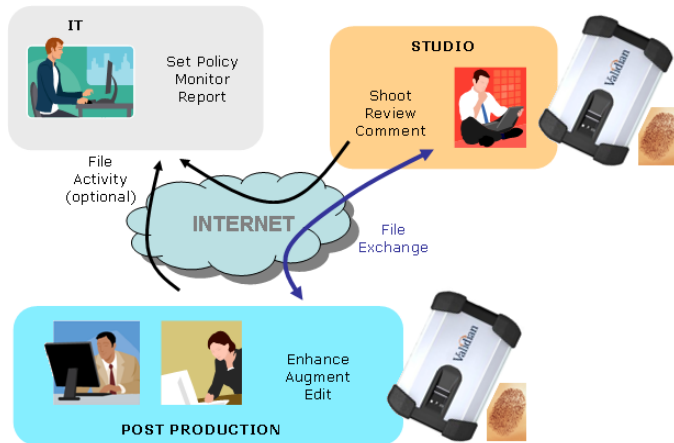 IT
Set Policy
Monitor
Report
STUDIO
Shoot
Review
Comment
Validian
File
Activity
(optional)
INTERNET
File
Exchange
Enhance
Augment
Edit
Validian
POST PRODUCTION